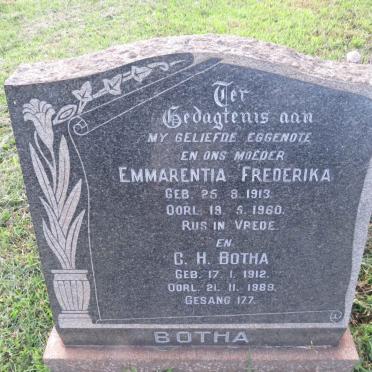 Ter
Gedagtenis aan
MY GELIEFDE EGGENOTE
EN ONS MOEDER
EMMARENTIA FREDERIKA
GEB. 25. 8. 1913.
OORL. 19. 5. 1960.
RUS IN VREDE.
EN
C. H. BOTHA
GEB. 17. 1. 1912.
OORL. 21. 11. 1989.
GESANG 177.
BOTHA